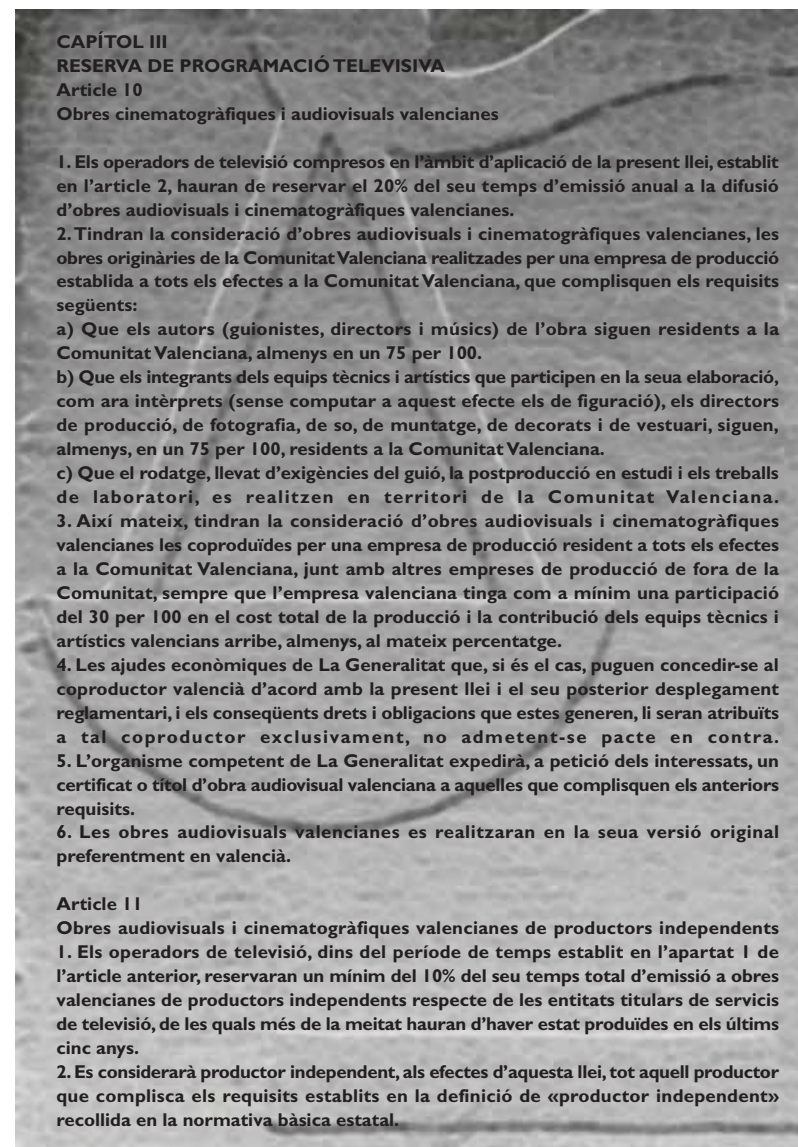 CAPÍTOL III
RESERVA DE PROGRAMACIÓ TELEVISIVA
Article 10
Obres cinematogràfiques i audiovisuals valencianes
1. Els operadors de televisió compresos en l'àmbit d'aplicació de la present llei, establit
en l'article 2, hauran de reservar el 20% del seu temps d'emissió anual a la difusió
d'obres audiovisuals i cinematogràfiques valencianes.
2. Tindran la consideració d'obres audiovisuals i cinematogràfiques valencianes, les
obres originàries de la Comunitat Valenciana realitzades per una empresa de producció
establida a tots els efectes a la Comunitat Valenciana, que complisquen els requisits
següents:
a) Que els autors (guionistes, directors i músics) de l'obra siguen residents a la
Comunitat Valenciana, almenys en un 75 per 100.
b) Que els integrants dels equips tècnics i artístics que participen en la seua elaboració,
com ara intèrprets (sense computar a aquest efecte els de figuració), els directors
de producció, de fotografia, de so, de muntatge, de decorats i de vestuari, siguen,
almenys, en un 75 per 100, residents a la Comunitat Valenciana.
c) Que el rodatge, llevat d'exigències del guió, la postproducció en estudi i els treballs
de laboratori, es realitzen en territori de la Comunitat Valenciana.
3. Així mateix, tindran la consideració d'obres audiovisuals i cinematogràfiques
valencianes les coproduïdes per una empresa de producció resident a tots els efectes
a la Comunitat Valenciana, junt amb altres empreses de producció de fora de la
Comunitat, sempre que l'empresa valenciana tinga com a mínim una participació
del 30 per 100 en el cost total de la producció i la contribució dels equips tècnics i
artístics valencians arribe, almenys, al mateix percentatge.
4. Les ajudes econòmiques de La Generalitat que, si és el cas, puguen concedir-se al
coproductor valencià d'acord amb la present llei i el seu posterior desplegament
reglamentari, i els conseqüents drets i obligacions que estes generen, li seran atribuïts
a tal coproductor exclusivament, no admetent-se pacte en contra.
5. L'organisme competent de La Generalitat expedirà, a petició dels interessats, un
certificat o títol d'obra audiovisual valenciana a aquelles que complisquen els anteriors
requisits.
6. Les obres audiovisuals valencianes es realitzaran en la seua versió original
preferentment en valencià.
Article 11
Obres audiovisuals i cinematogràfiques valencianes de productors independents
1. Els operadors de televisió, dins del període de temps establit en l'apartat 1 de
l'article anterior, reservaran un mínim del 10% del seu temps total d'emissió a obres
valencianes de productors independents respecte de les entitats titulars de servicis
de televisió, de les quals més de la meitat hauran d'haver estat produïdes en els últims
cinc anys.
2. Es considerarà productor independent, als efectes d'aquesta llei, tot aquell productor
que complisca els requisits establits en la definició de «productor independent»
recollida en la normativa bàsica estatal.